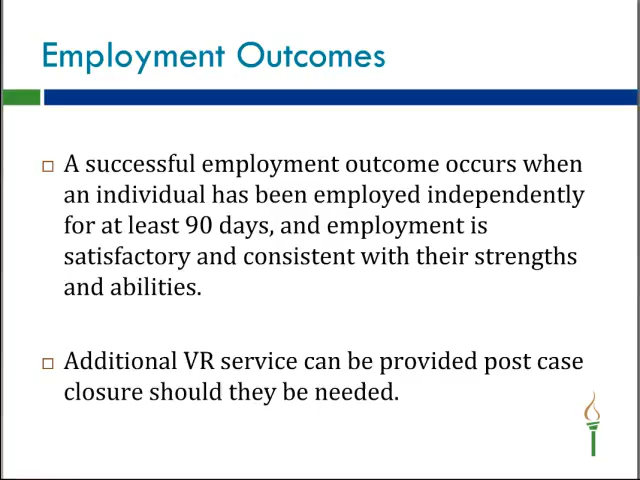 Employment Outcomes
A successful employment outcome occurs when
an individual has been employed independently
for at least 90 days, and employment is
satisfactory and consistent with their strengths
and abilities.
Additional VR service can be provided post case
closure should they be needed.